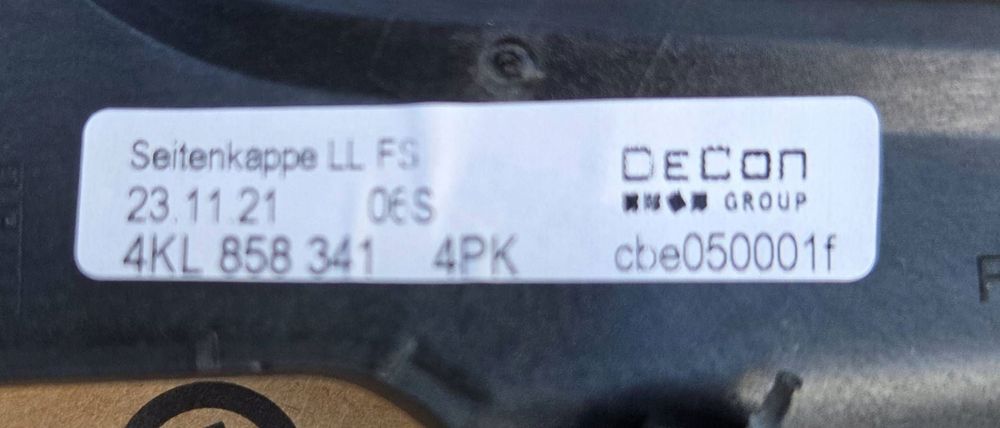 Seitenkappe LL FS
23.11.21 06S
4KL 858 341 4PK
DeCon
GROUP
cbe050001f